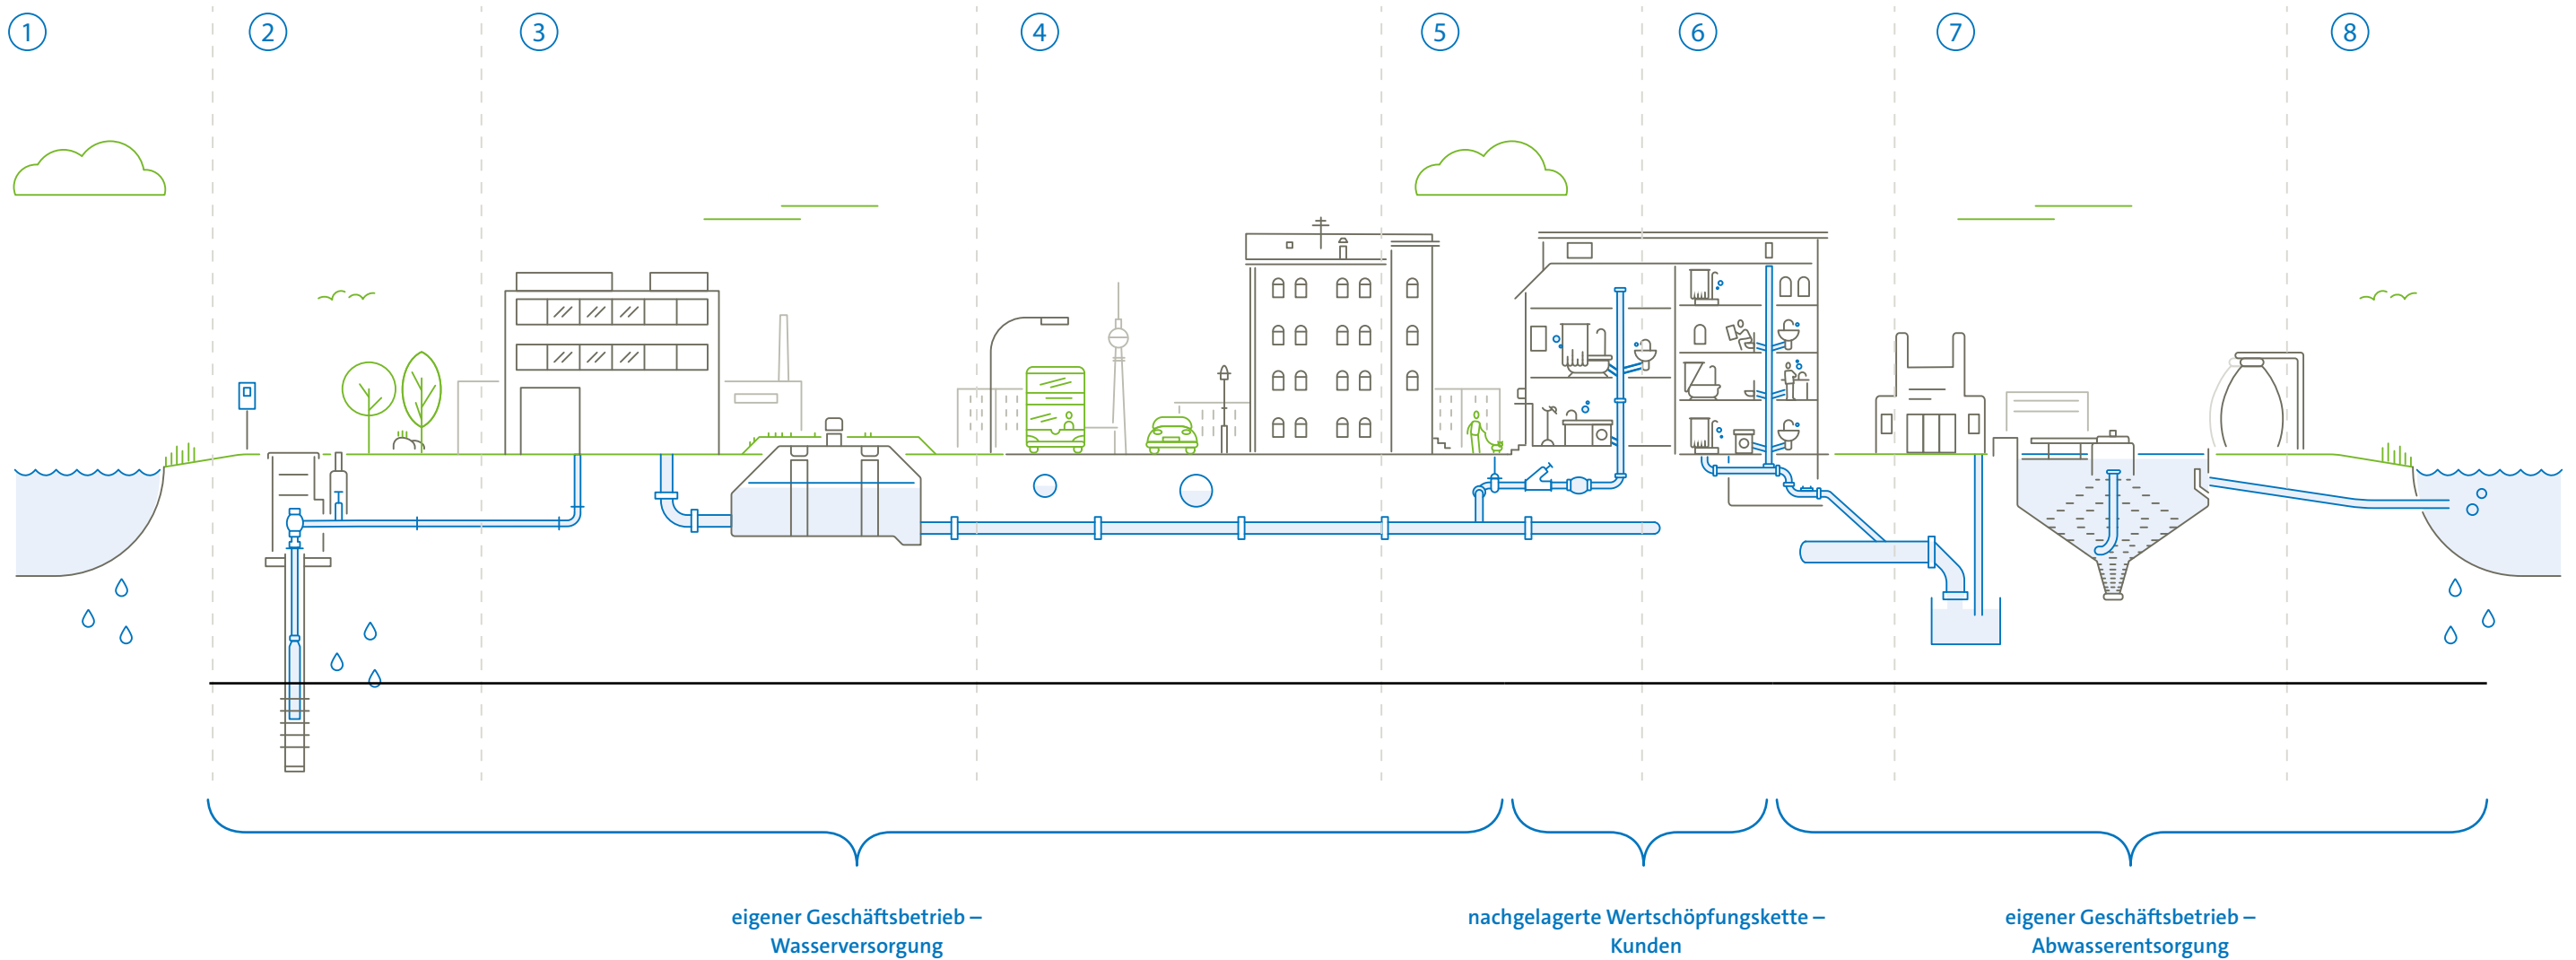 1
2
3
4
5
6
7
8
eigener Geschäftsbetrieb –
Wasserversorgung
nachgelagerte Wertschöpfungskette –
Kunden
eigener Geschäftsbetrieb –
Abwasserentsorgung